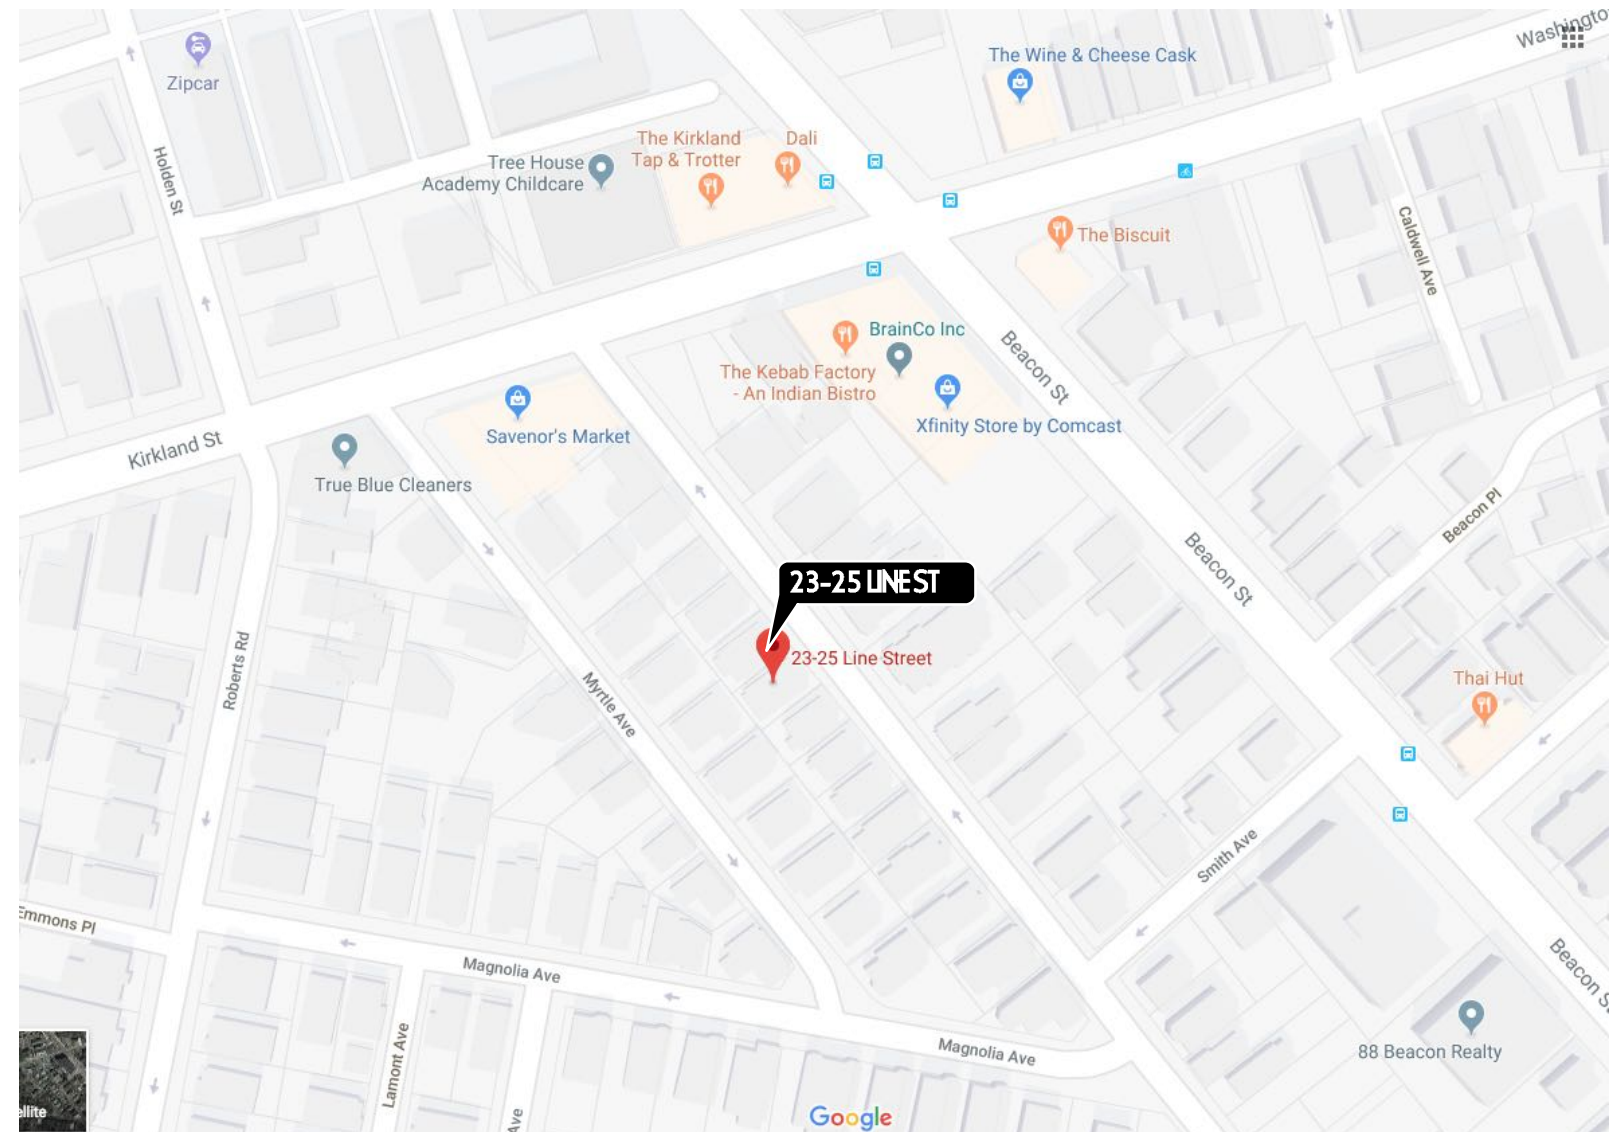 Washingto
The Wine & Cheese Cask
Zipcar
The Kirkland
Tap & Trotter
Dali
Tree House
Academy Childcare
Holden St
The Biscuit
Caldwell Ave
BrainCo Inc
Beacon St
The Kebab Factory
- An Indian Bistro
Xfinity Store by Comcast
Savenor's Market
Kirkland St
True Blue Cleaners
Beacon Pl
Beacon St
23-25 LINE ST
23-25 Line Street
Roberts Rd
Myrtle Ave
Thai Hut
Smith Ave
Emmons Pl
Magnolia Ave
Beacon S
Lamont Ave
Magnolia Ave
88 Beacon Realty
ellite
Ave
Google